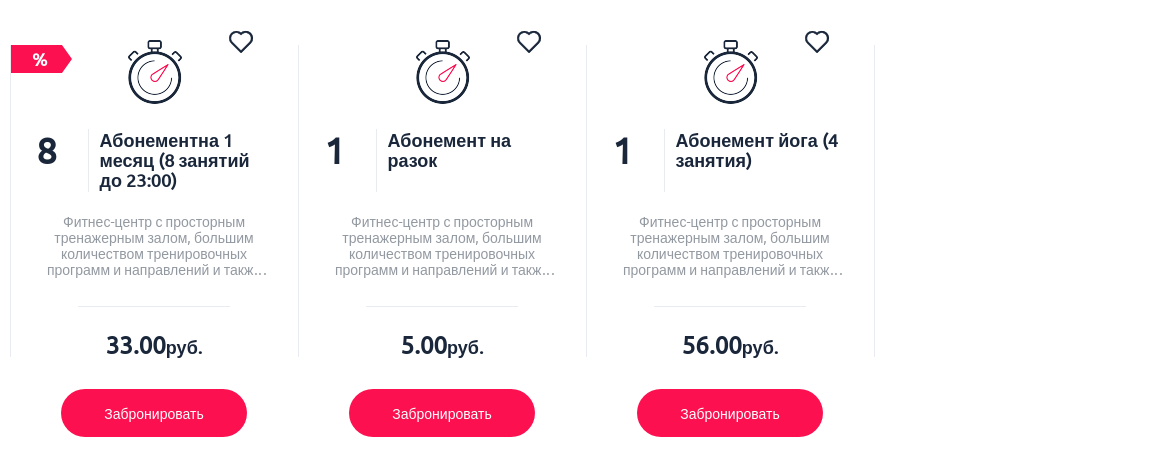 %
8
Абонементна 1
месяц (8 занятий
до 23:00)
Фитнес-центр с просторным
тренажерным залом, большим
количеством тренировочных
программ и направлений и такж...
33.00руб.
Забронировать
1
Абонемент на
разок
Фитнес-центр с просторным
тренажерным залом, большим
количеством тренировочных
программ и направлений и такж...
5.00руб.
Забронировать
1
Абонемент йога (4
занятия)
Фитнес-центр с просторным
тренажерным залом, большим
количеством тренировочных
программ и направлений и такж...
56.00руб.
Забронировать